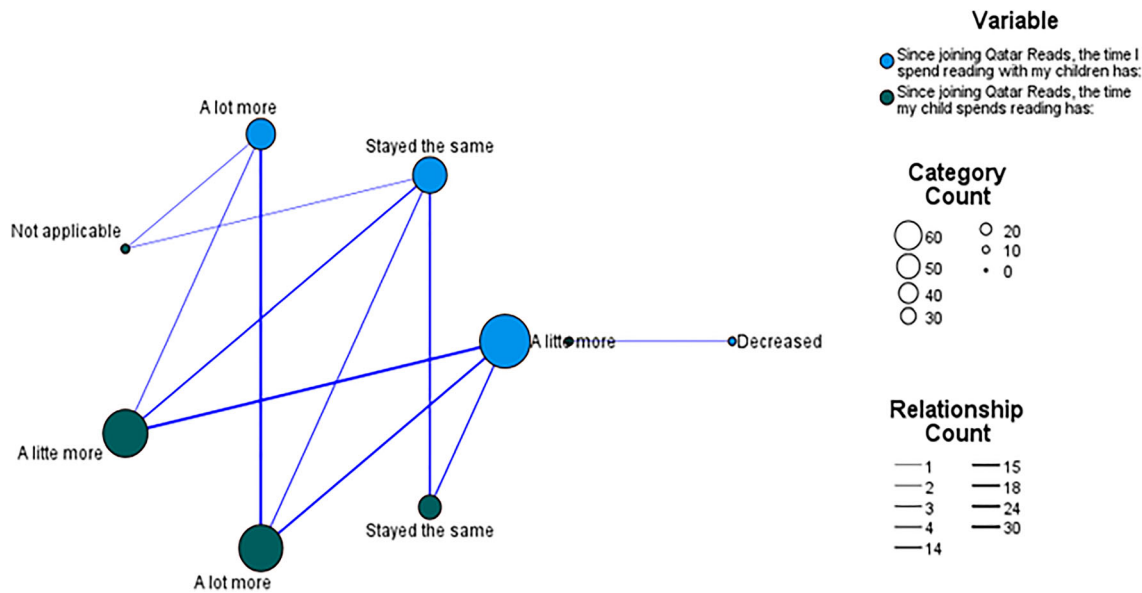 Variable
Since joining Qatar Reads, the time I
spend reading with my children has:
Since joining Qatar Reads, the time
my child spends reading has:
A lot more
Stayed the same
Not applicable
A little more
Decreased
A litte more
Stayed the same
A lot more
Category
Count
60
50
40
30
20
10
0
Relationship
Count
1
2
3
4
14
15
18
24
30